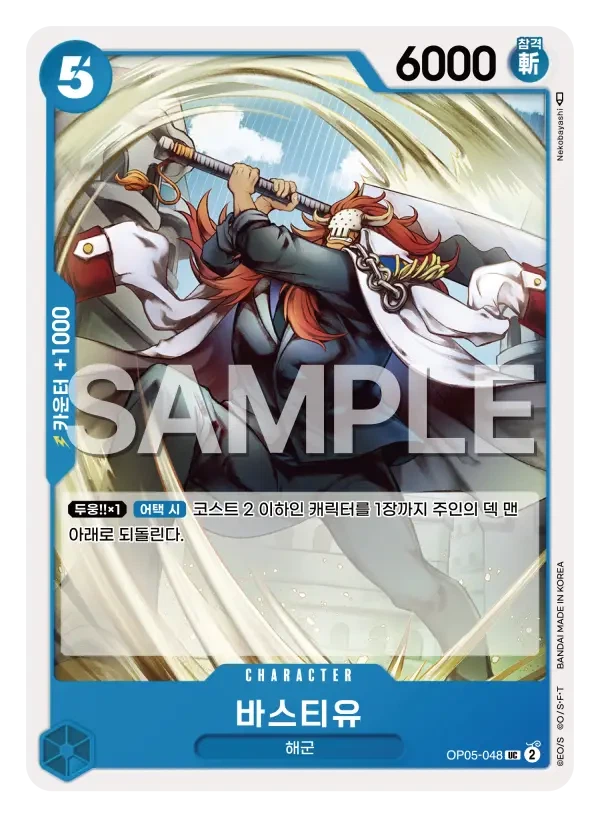 5
6000
참격
斬
Nekobayashi
카운터 +1000
SAMPLE
두웅!!×1 어택 시 코스트 2 이하인 캐릭터를 1장까지 주인의 덱 맨
아래로 되돌린다.
CHARACTER
바스티유
해군
OP05-048 UC 2
©EO/S ©O/S·F·T BANDAI MADE IN KOREA